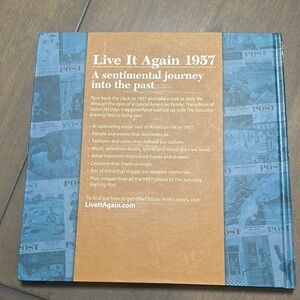 Live It Again 1957
A sentimental journey
into the past
Turn back the clock to 1957 and take a look at daily life
through the eyes of a typical American family. The editors of
Good Old Days magazine have teamed up with The Saturday
Evening Post to bring you:
• A captivating visual tour of American life in 1957.
• People and events that fascinated us.
• Fashions and styles that defined our culture.
• Music, television shows, sports and movies that we loved.
• Advertisements that fueled hopes and dreams.
• Cartoons that made us laugh.
• Bits of trivia that trigger our deepest memories.
• Plus, images from all the 1957 covers of The Saturday
Evening Post.
To find out how to get other books in this series, visit:
LiveItAgain.com
POST
POST
POST
POST